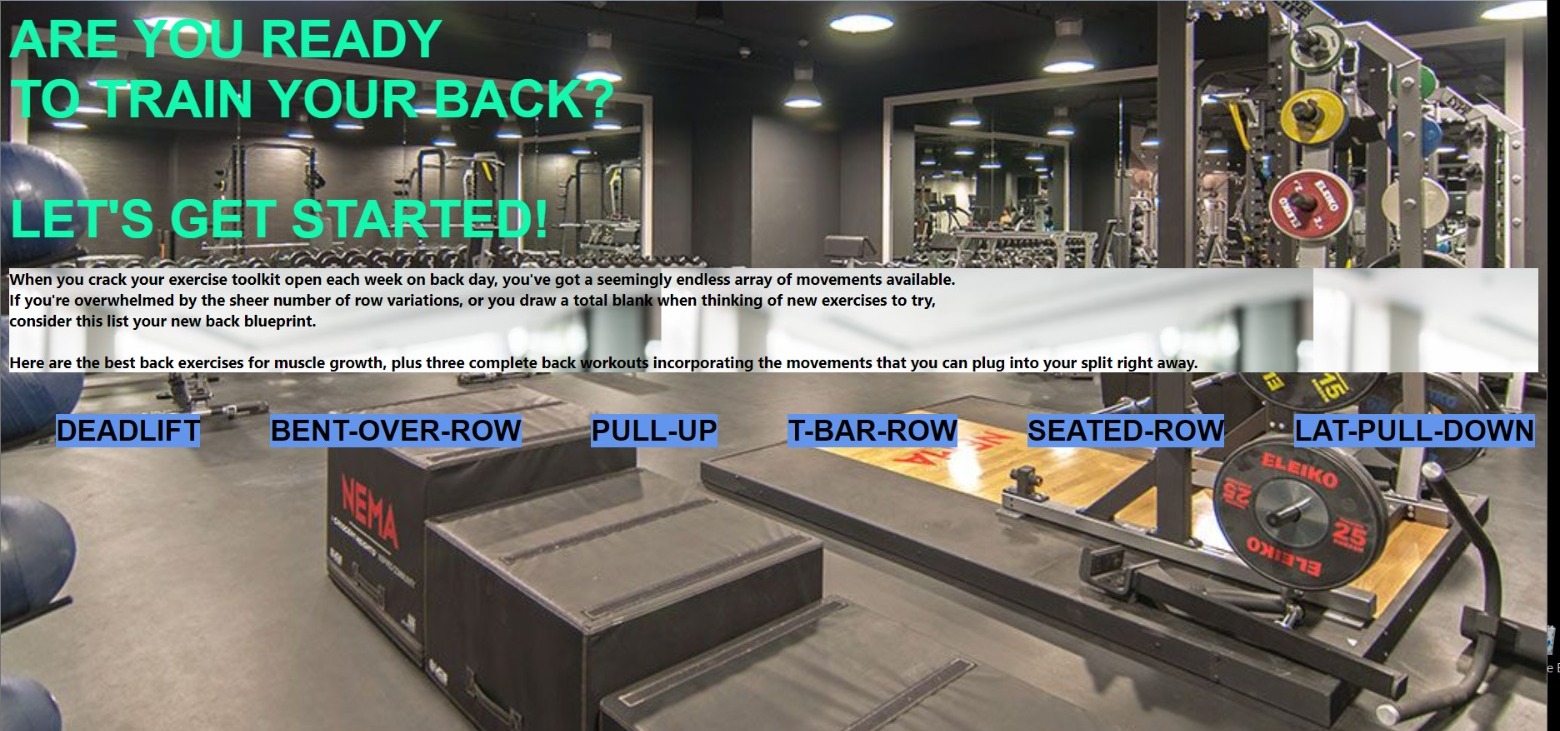 ARE YOU READY
TO TRAIN YOUR BACK?
LET'S GET STARTED!
When you crack your exercise toolkit open each week on back day, you've got a seemingly endless array of movements available.
If you're overwhelmed by the sheer number of row variations, or you draw a total blank when thinking of new exercises to try,
consider this list your new back blueprint.
Here are the best back exercises for muscle growth, plus three complete back workouts incorporating the movements that you can plug into your split right away.
DEADLIFT BENT-OVER-ROW PULL-UP T-BAR-ROW SEATED-ROW LAT-PULL-DOWN
ELEIKO
ELEIKO
15
NEMA
NEMA
ELEIKO
25
25
ELEIKO